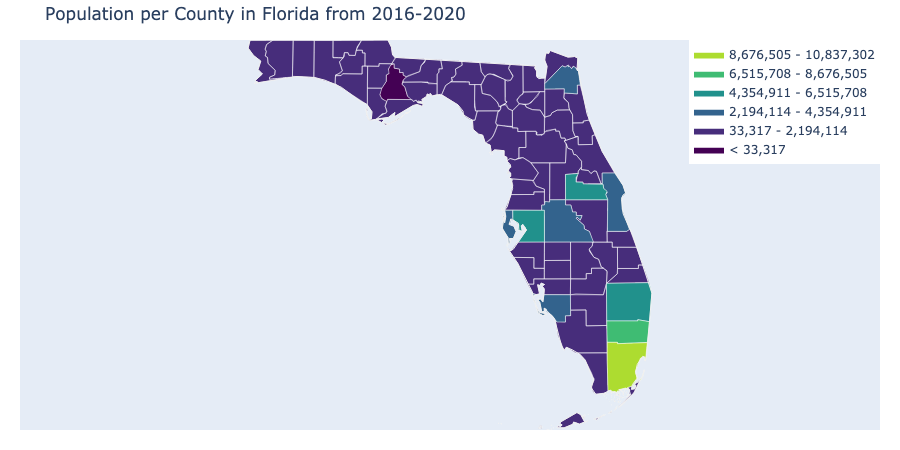 Population per County in Florida from 2016-2020
8,676,505 - 10,837,302
6,515,708 - 8,676,505
4,354,911 - 6,515,708
2,194,114 - 4,354,911
33,317 - 2,194,114
< 33,317